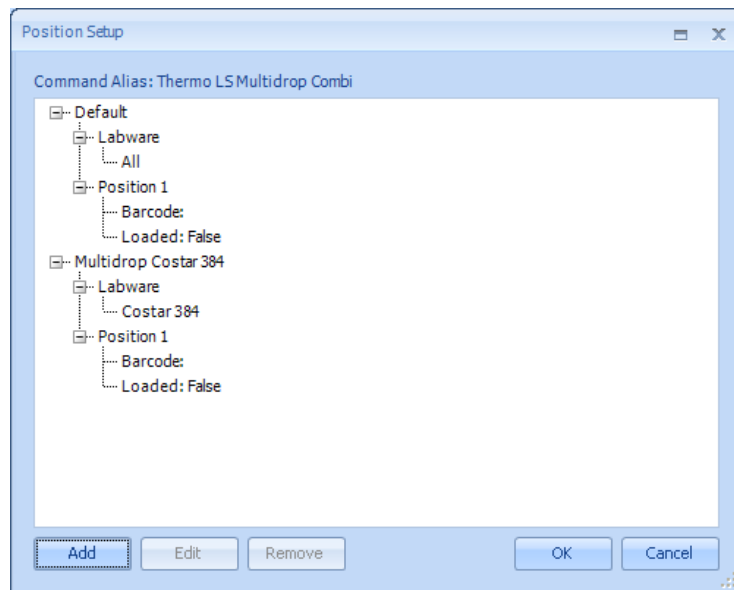 Position Setup
Command Alias: Thermo LS Multidrop Combi
Default
Labware
All
Position 1
Barcode:
Loaded: False
Multidrop Costar 384
Labware
Costar 384
Position 1
Barcode:
Loaded: False
Add Edit Remove OK Cancel